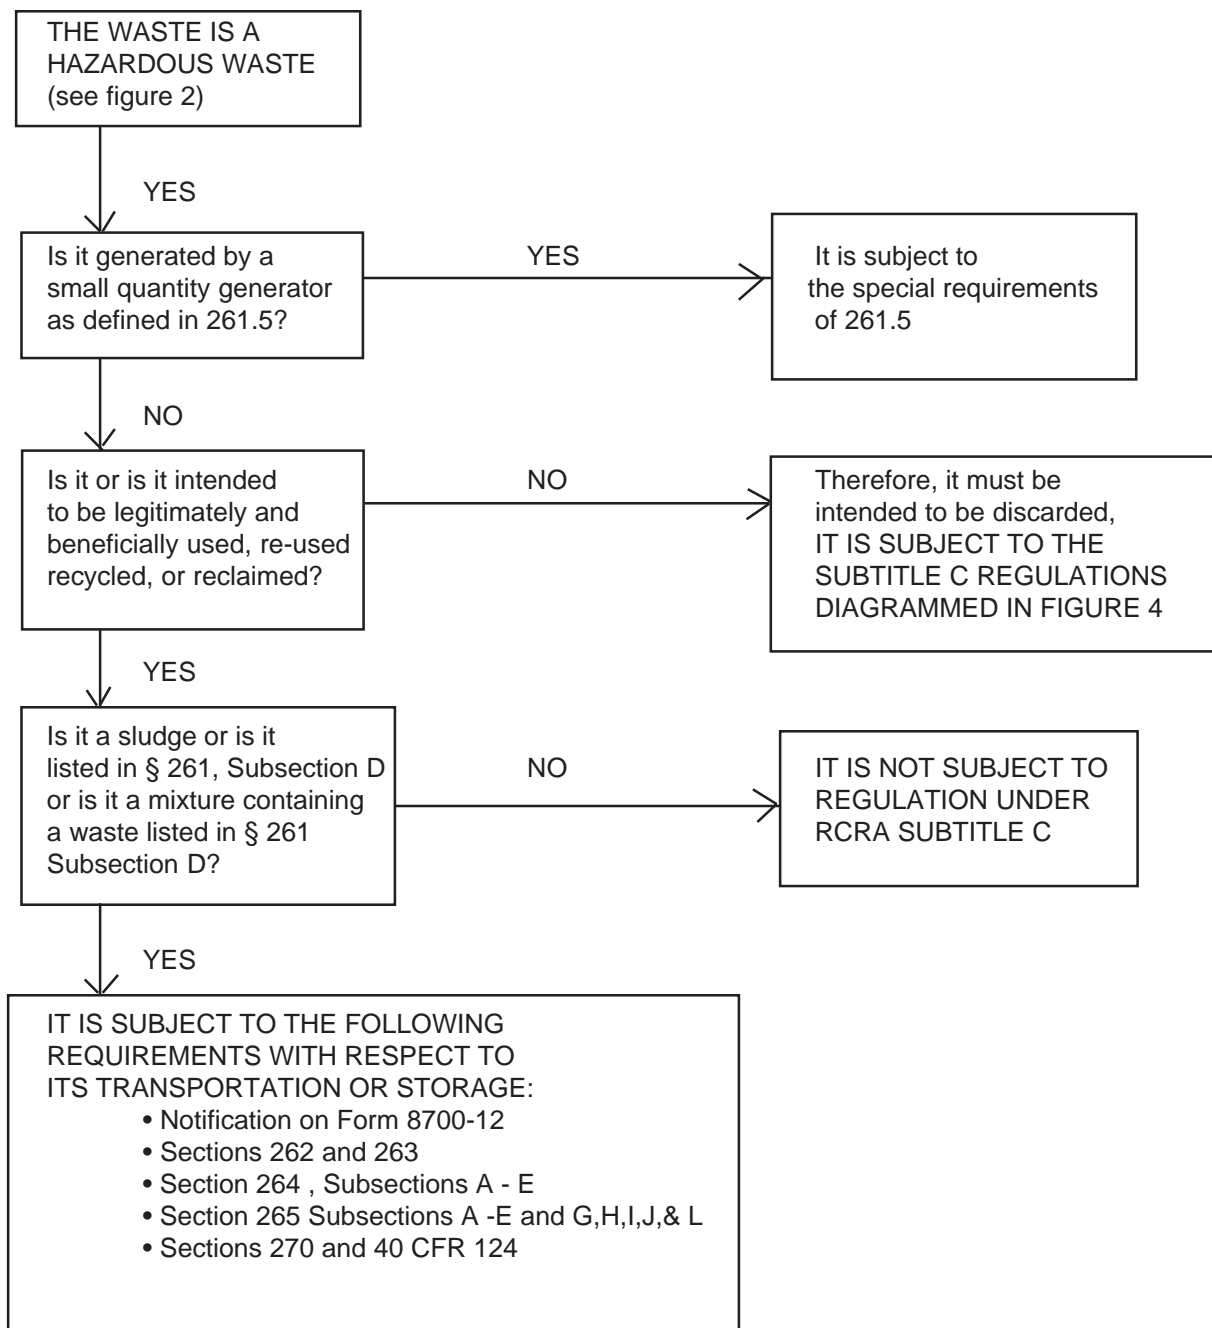 THE WASTE IS A
HAZARDOUS WASTE
(see figure 2)
YES
Is it generated by a
small quantity generator
as defined in 261.5?
YES
It is subject to
the special requirements
of 261.5
NO
Is it or is it intended
to be legitimately and
beneficially used, re-used
recycled, or reclaimed?
NO
Therefore, it must be
intended to be discarded,
IT IS SUBJECT TO THE
SUBTITLE C REGULATIONS
DIAGRAMMED IN FIGURE 4
YES
Is it a sludge or is it
listed in § 261, Subsection D
or is it a mixture containing
a waste listed in § 261
Subsection D?
NO
IT IS NOT SUBJECT TO
REGULATION UNDER
RCRA SUBTITLE C
YES
IT IS SUBJECT TO THE FOLLOWING
REQUIREMENTS WITH RESPECT TO
ITS TRANSPORTATION OR STORAGE:
• Notification on Form 8700-12
• Sections 262 and 263
• Section 264 , Subsections A - E
• Section 265 Subsections A -E and G,H,I,J,& L
• Sections 270 and 40 CFR 124